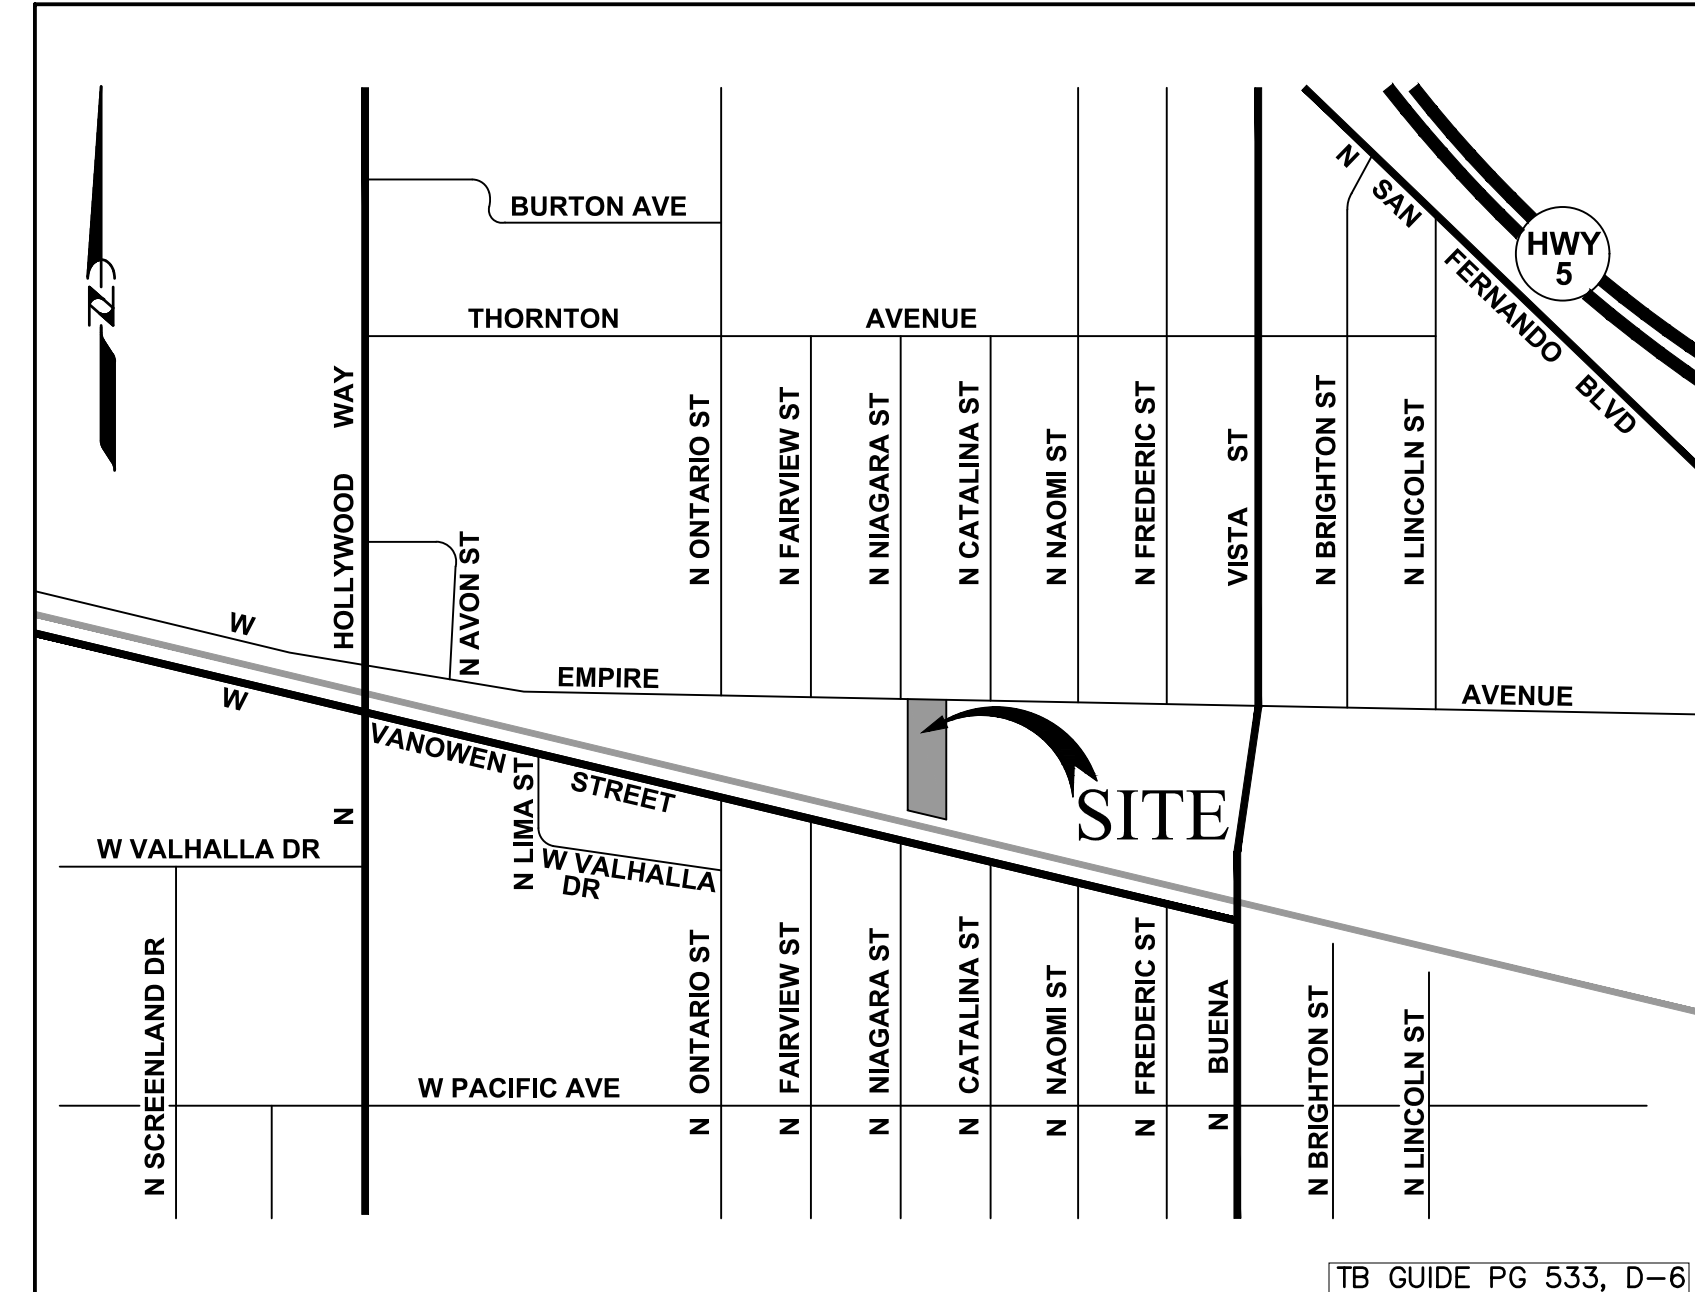 BURTON AVE
HWY
5
N SAN FERNANDO BLVD
THORNTON AVENUE
N HOLLYWOOD WAY
N AVON ST
N ONTARIO ST
N FAIRVIEW ST
N NIAGARA ST
N CATALINA ST
N NAOMI ST
N FREDERIC ST
N BUENA VISTA ST
N BRIGHTON ST
N LINCOLN ST
N
W EMPIRE AVENUE
W VANOWEN STREET
SITE
N LIMA ST
W VALHALLA DR
W VALHALLA
DR
N SCREENLAND DR
N ONTARIO ST
N FAIRVIEW ST
N NIAGARA ST
N CATALINA ST
N NAOMI ST
N FREDERIC ST
N BRIGHTON ST
N LINCOLN ST
W PACIFIC AVE
TB GUIDE PG 533, D-6